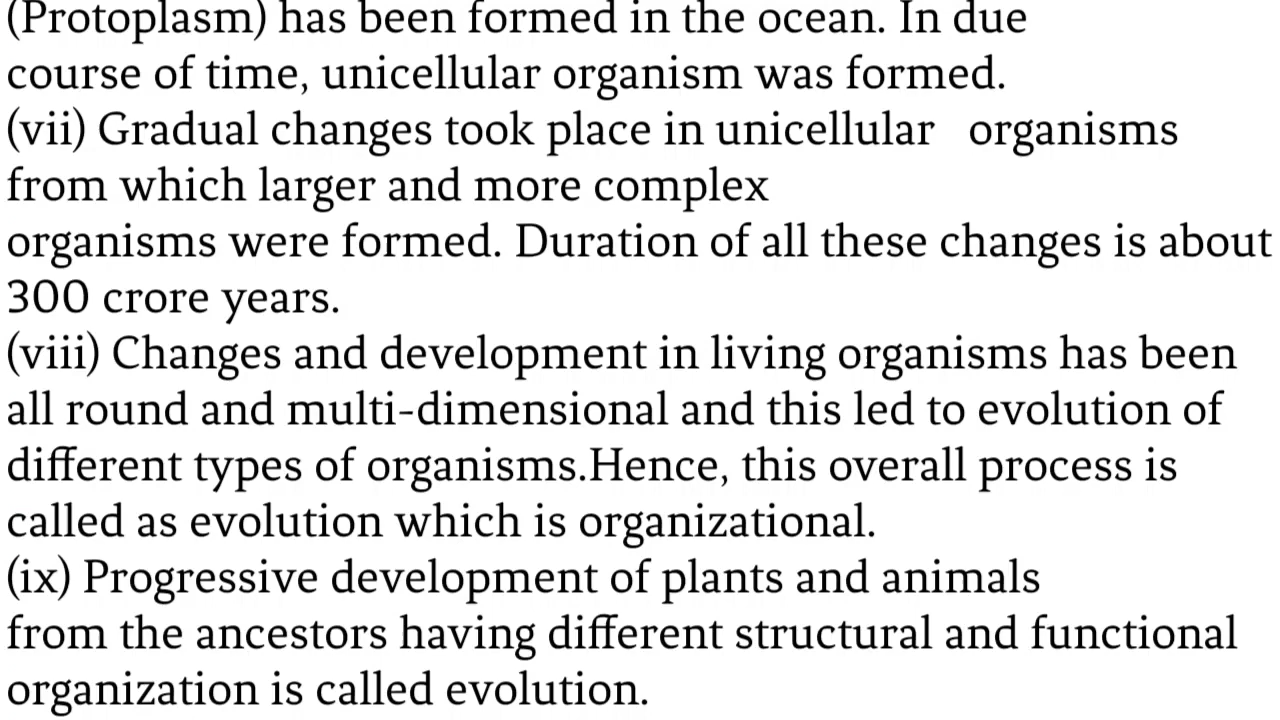 (Protoplasm) has been formed in the ocean. In due
course of time, unicellular organism was formed.
(vii) Gradual changes took place in unicellular   organisms
from which larger and more complex
organisms were formed. Duration of all these changes is about
300 crore years.
(viii) Changes and development in living organisms has been
all round and multi-dimensional and this led to evolution of
different types of organisms.Hence, this overall process is
called as evolution which is organizational.
(ix) Progressive development of plants and animals
from the ancestors having different structural and functional
organization is called evolution.